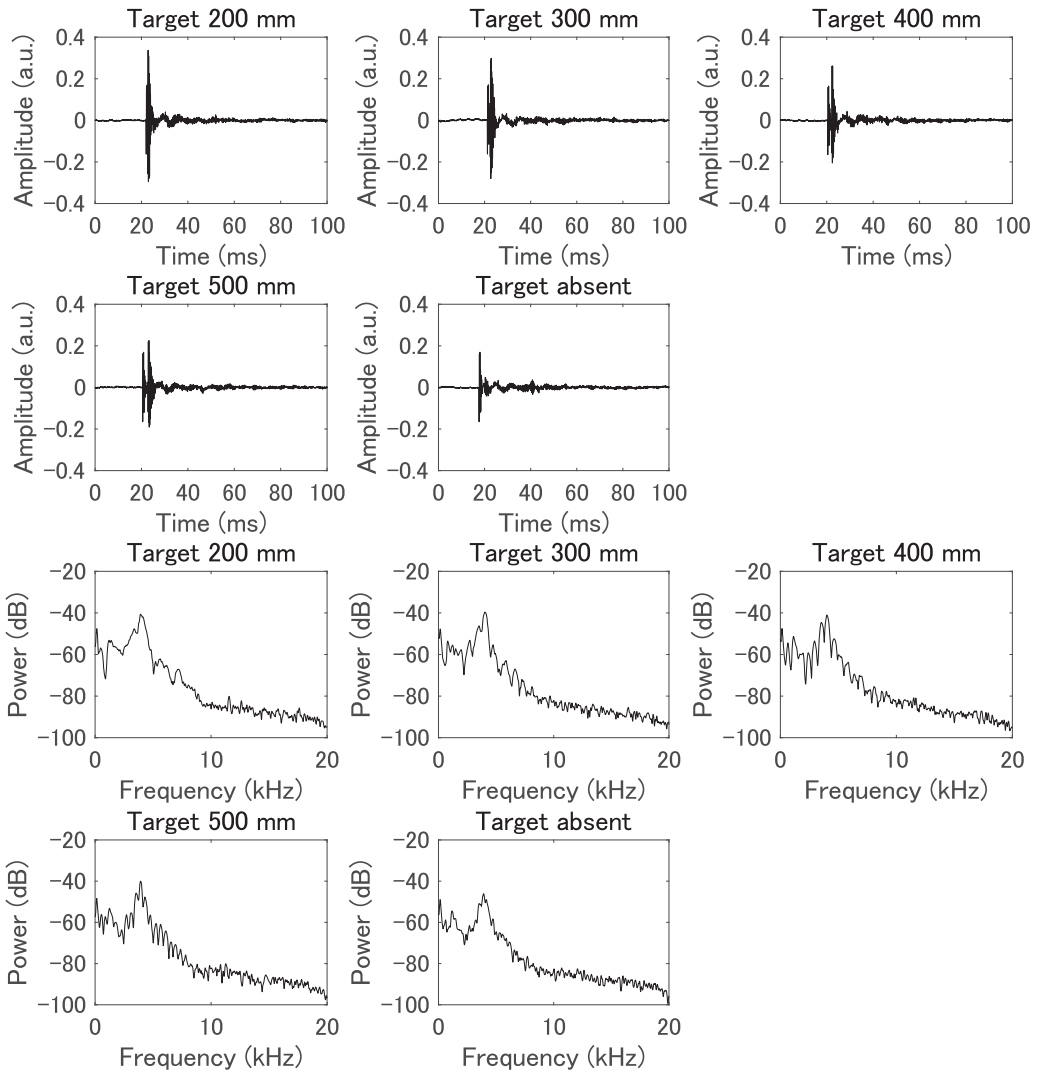 Target 200 mm
Target 300 mm
Target 400 mm
Amplitude (a.u.)
0.4
0.2
0
−0.2
−0.4
0 20 40 60 80 100
Time (ms)
Amplitude (a.u.)
0.4
0.2
0
−0.2
−0.4
0 20 40 60 80 100
Time (ms)
Amplitude (a.u.)
0.4
0.2
0
−0.2
−0.4
0 20 40 60 80 100
Time (ms)
Target 500 mm
Target absent
Amplitude (a.u.)
0.4
0.2
0
−0.2
−0.4
0 20 40 60 80 100
Time (ms)
Amplitude (a.u.)
0.4
0.2
0
−0.2
−0.4
0 20 40 60 80 100
Time (ms)
Target 200 mm
Target 300 mm
Target 400 mm
Power (dB)
−20
−40
−60
−80
−100
0 10 20
Frequency (kHz)
Power (dB)
−20
−40
−60
−80
−100
0 10 20
Frequency (kHz)
Power (dB)
−20
−40
−60
−80
−100
0 10 20
Frequency (kHz)
Target 500 mm
Target absent
Power (dB)
−20
−40
−60
−80
−100
0 10 20
Frequency (kHz)
Power (dB)
−20
−40
−60
−80
−100
0 10 20
Frequency (kHz)